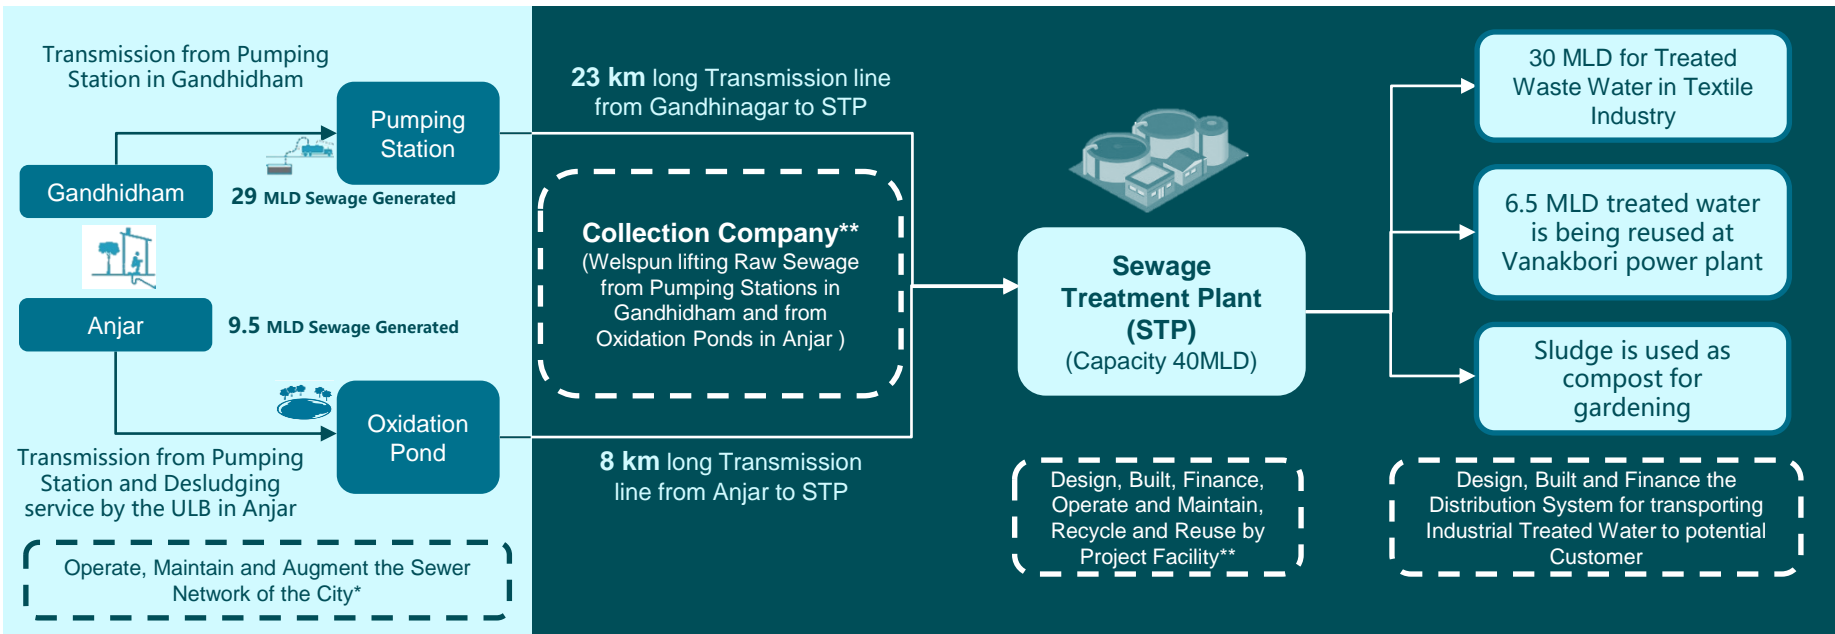 Transmission from Pumping
Station in Gandhidham
Pumping
Station
Gandhidham
29 MLD Sewage Generated
Anjar
9.5 MLD Sewage Generated
Oxidation
Pond
Transmission from Pumping
Station and Desludging
service by the ULB in Anjar
Operate, Maintain and Augment the Sewer
Network of the City*
23 km long Transmission line
from Gandhinagar to STP
Collection Company**
(Welspun lifting Raw Sewage
from Pumping Stations in
Gandhidham and from
Oxidation Ponds in Anjar )
8 km long Transmission
line from Anjar to STP
Sewage
Treatment Plant
(STP)
(Capacity 40MLD)
Design, Built, Finance,
Operate and Maintain,
Recycle and Reuse by
Project Facility**
30 MLD for Treated
Waste Water in Textile
Industry
6.5 MLD treated water
is being reused at
Vanakbori power plant
Sludge is used as
compost for
gardening
Design, Built and Finance the
Distribution System for transporting
Industrial Treated Water to potential
Customer